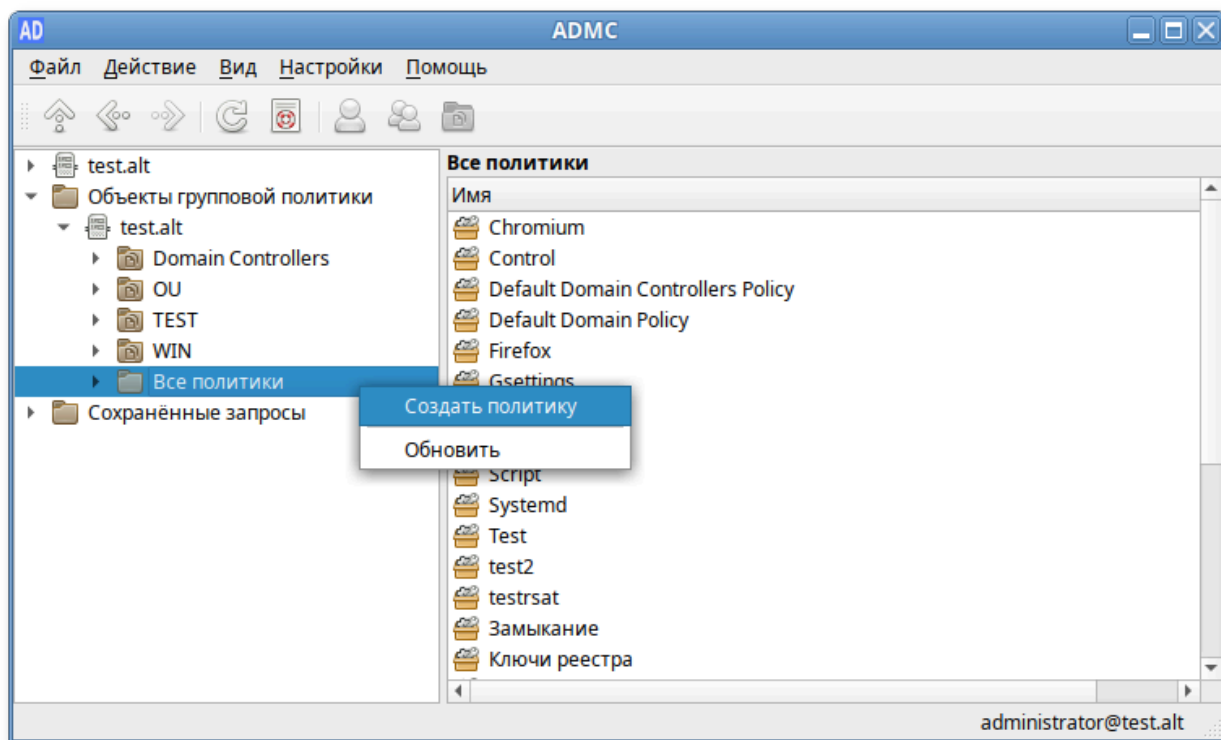 AD ADMC
Файл Действие Вид Настройки Помощь
test.alt
Объекты групповой политики
test.alt
Domain Controllers
OU
TEST
WIN
Все политики
Сохранённые запросы
Создать политику
Обновить
Все политики
Имя
Chromium
Control
Default Domain Controllers Policy
Default Domain Policy
Firefox
Gsettings
Script
Systemd
Test
test2
testrsat
Замыкание
Ключи реестра
administrator@test.alt